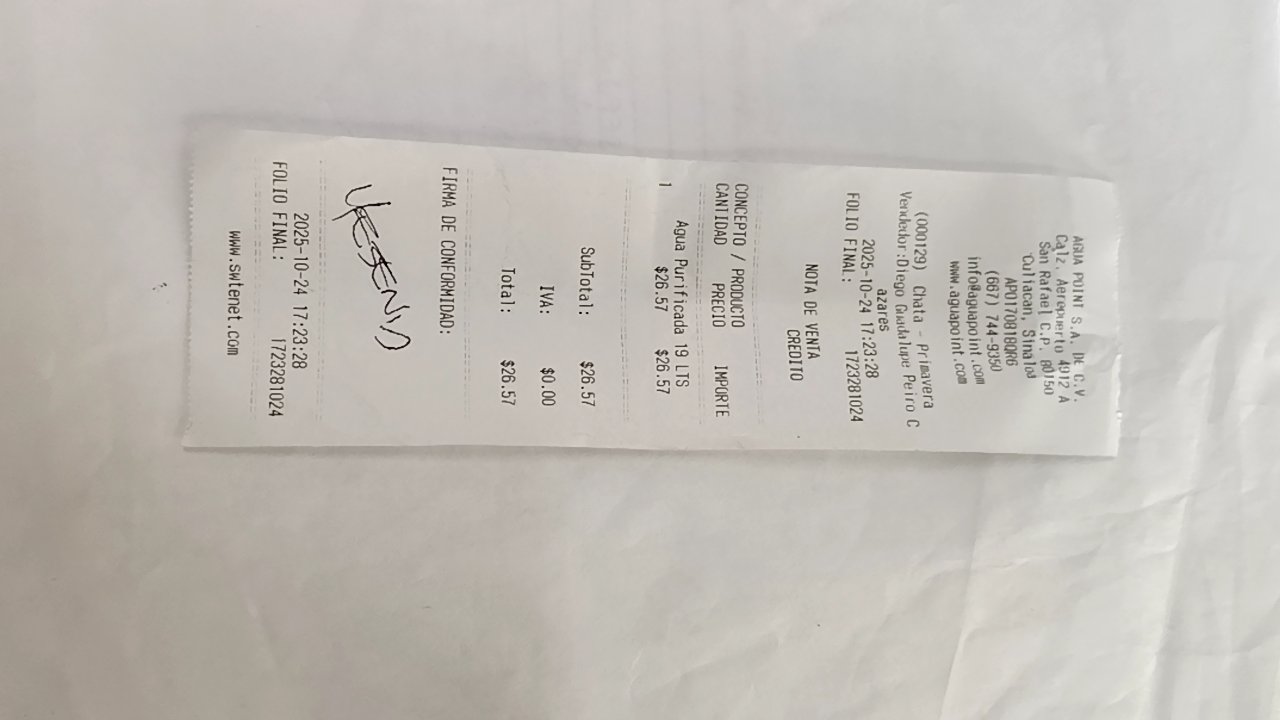 AGUA POINT S.A. DE C.V.
Calz. Aeropuerto 4912 A
San Rafael C.P. 80150
Culiacan, Sinaloa
APO170818QR6
(667) 744-9350
info@aguapoint.com
www.aguapoint.com
(000129) Chata - Primavera
Vendedor:Diego Guadalupe Peiro C
azares
2025-10-24 17:23:28
FOLIO FINAL: 1723281024
NOTA DE VENTA
CREDITO
CONCEPTO / PRODUCTO
CANTIDAD PRECIO IMPORTE
Agua Purificada 19 LTS
1 $26.57 $26.57
SubTotal: $26.57
IVA: $0.00
Total: $26.57
FIRMA DE CONFORMIDAD:
2025-10-24 17:23:28
FOLIO FINAL: 1723281024
www.swtenet.com